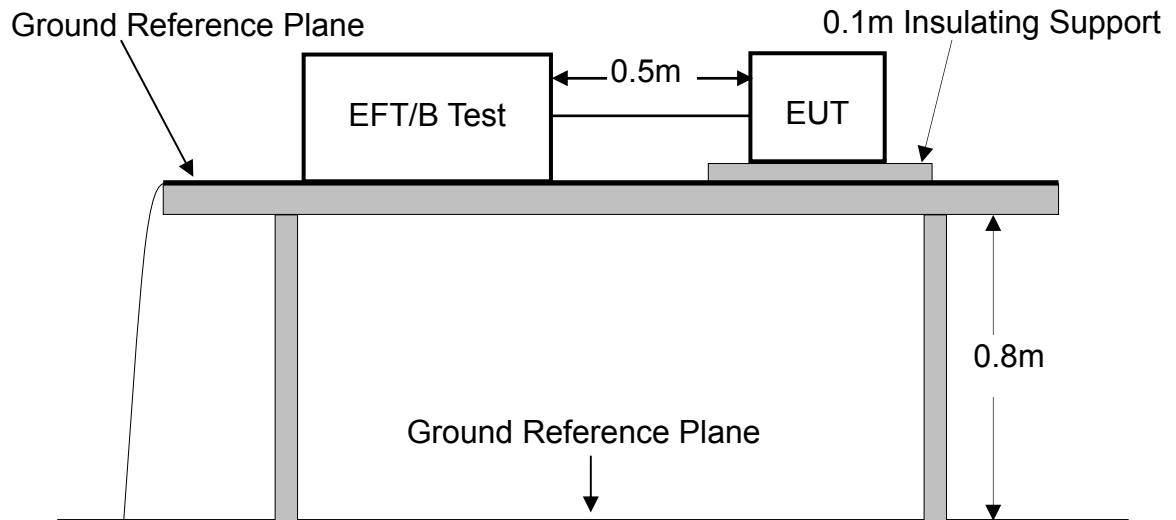 Ground Reference Plane
0.1m Insulating Support
0.5m
EFT/B Test
EUT
0.8m
Ground Reference Plane